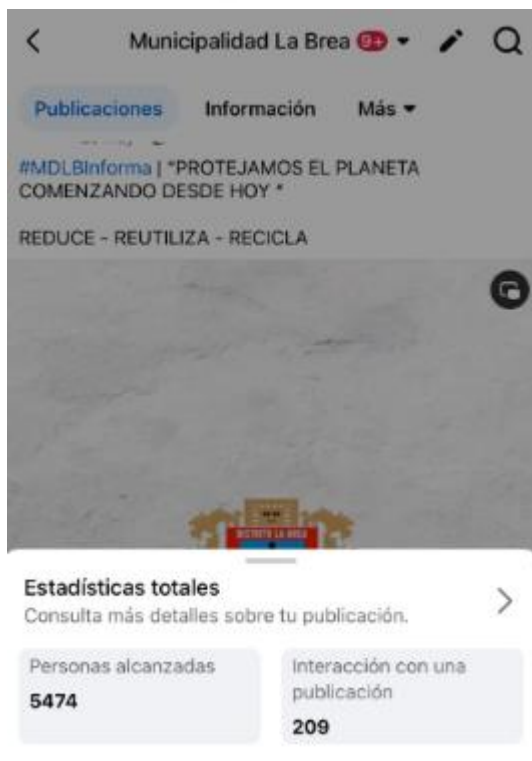 Municipalidad La Brea 9+
Publicaciones Información Más
#MDLBInforma | "PROTEJAMOS EL PLANETA
COMENZANDO DESDE HOY "
REDUCE - REUTILIZA - RECICLA
DISTRITO LA BREA
Estadísticas totales
Consulta más detalles sobre tu publicación.
Personas alcanzadas
5474
Interacción con una
publicación
209